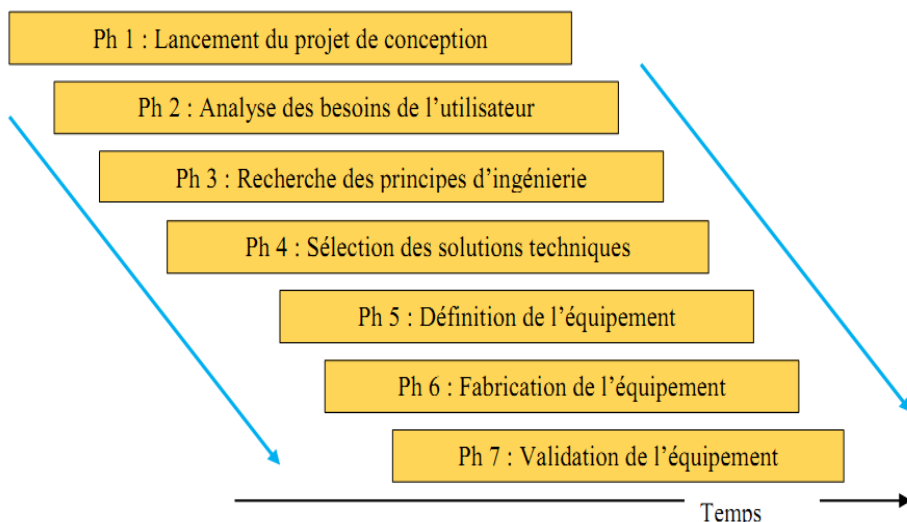 Ph 1 : Lancement du projet de conception
Ph 2 : Analyse des besoins de l’utilisateur
Ph 3 : Recherche des principes d’ingénierie
Ph 4 : Sélection des solutions techniques
Ph 5 : Définition de l’équipement
Ph 6 : Fabrication de l’équipement
Ph 7 : Validation de l’équipement
Temps